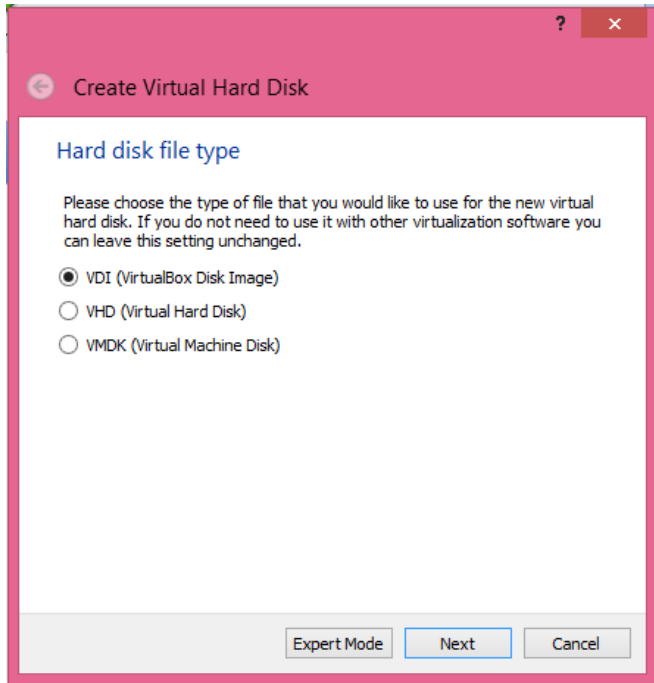 ?
×
Create Virtual Hard Disk
Hard disk file type
Please choose the type of file that you would like to use for the new virtual
hard disk. If you do not need to use it with other virtualization software you
can leave this setting unchanged.
VDI (VirtualBox Disk Image)
VHD (Virtual Hard Disk)
VMDK (Virtual Machine Disk)
Expert Mode
Next
Cancel